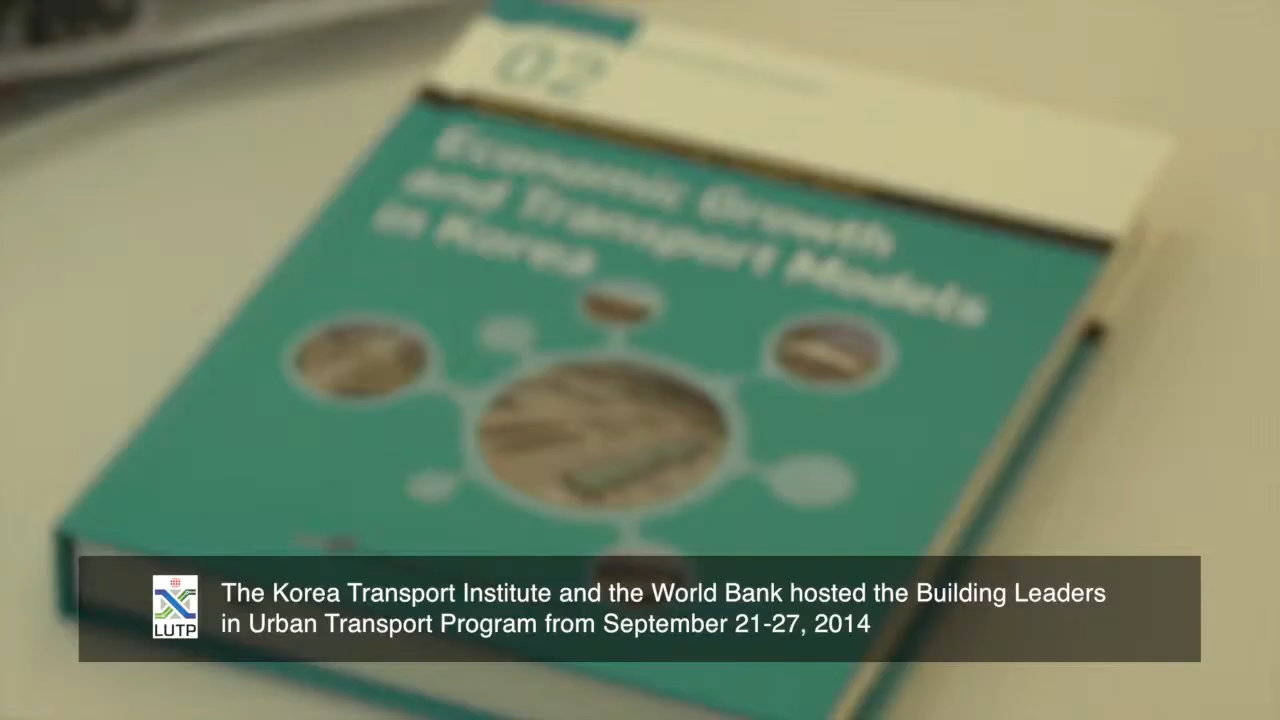 02
Economic Growth
and Transport Models
in Korea
The Korea Transport Institute and the World Bank hosted the Building Leaders
in Urban Transport Program from September 21-27, 2014
LUTP